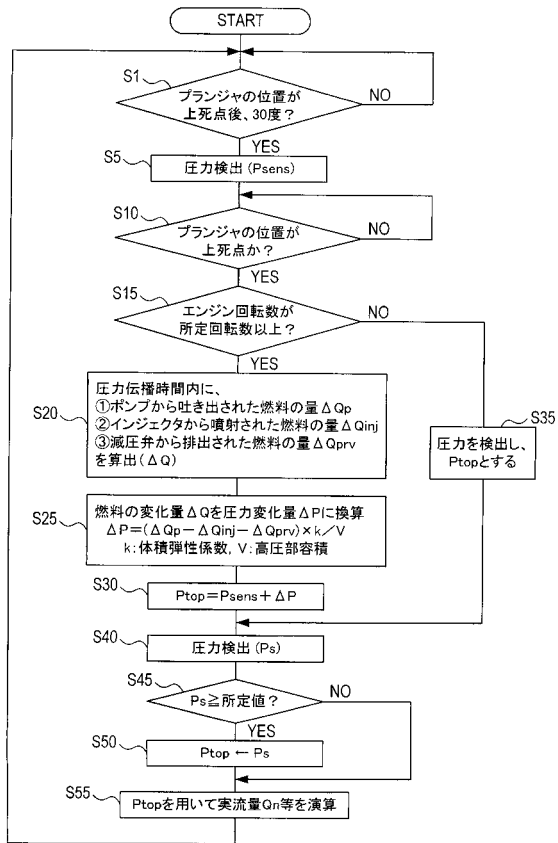 START
S1
プランジャの位置が
上死点後、30度？
NO
YES
S5
圧力検出（Psens）
S10
プランジャの位置が
上死点か？
NO
YES
S15
エンジン回転数が
所定回転数以上？
NO
YES
S20
圧力伝播時間内に、
①ポンプから吐き出された燃料の量ΔQp
②インジェクタから噴射された燃料の量ΔQinj
③減圧弁から排出された燃料の量ΔQprv
を算出（ΔQ）
S35
圧力を検出し、
Ptopとする
S25
燃料の変化量ΔQを圧力変化量ΔPに換算
ΔP＝（ΔQp－ΔQinj－ΔQprv）×k／V
k：体積弾性係数，V：高圧部容積
S30
Ptop＝Psens＋ΔP
S40
圧力検出（Ps）
S45
Ps≧所定値？
NO
YES
S50
Ptop ← Ps
S55
Ptopを用いて実流量Qn等を演算